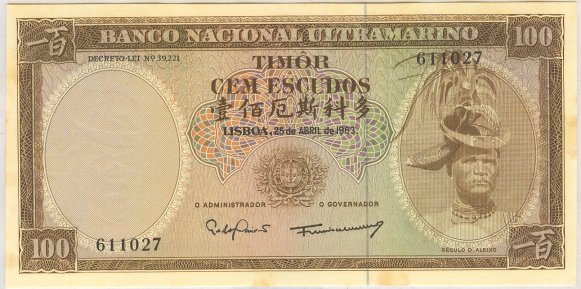 一百 BANCO NACIONAL ULTRAMARINO 100
DECRETO-LEI Nº 39.221
TIMÔR
611027
CEM ESCUDOS
壹佰厄斯科多
LISBOA, 25 de ABRIL de 1963
O ADMINISTRADOR O GOVERNADOR
RÉGULO D. ALEIXO
100 611027 一百